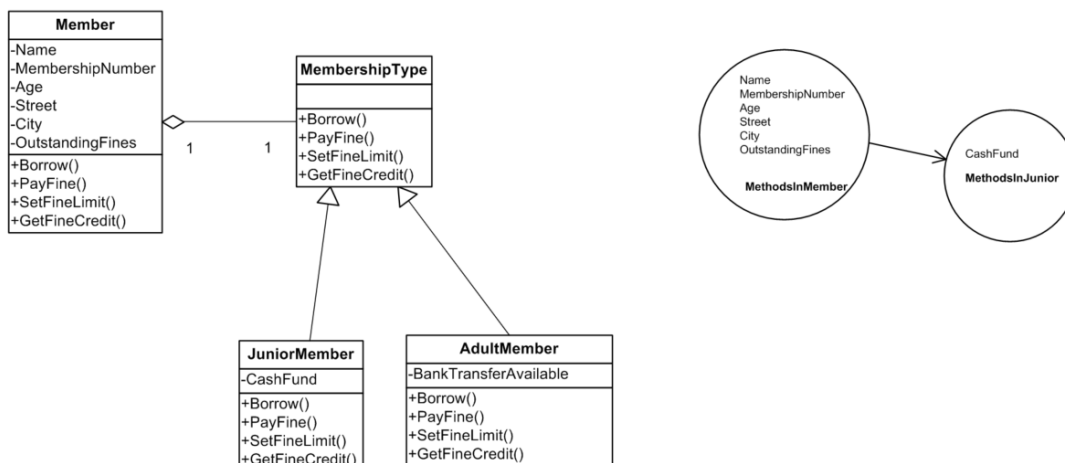 Member
-Name
-MembershipNumber
-Age
-Street
-City
-OutstandingFines
+Borrow()
+PayFine()
+SetFineLimit()
+GetFineCredit()
1
1
MembershipType
+Borrow()
+PayFine()
+SetFineLimit()
+GetFineCredit()
JuniorMember
-CashFund
+Borrow()
+PayFine()
+SetFineLimit()
+GetFineCredit()
AdultMember
-BankTransferAvailable
+Borrow()
+PayFine()
+SetFineLimit()
+GetFineCredit()
Name
MembershipNumber
Age
Street
City
OutstandingFines
MethodsInMember
CashFund
MethodsInJunior